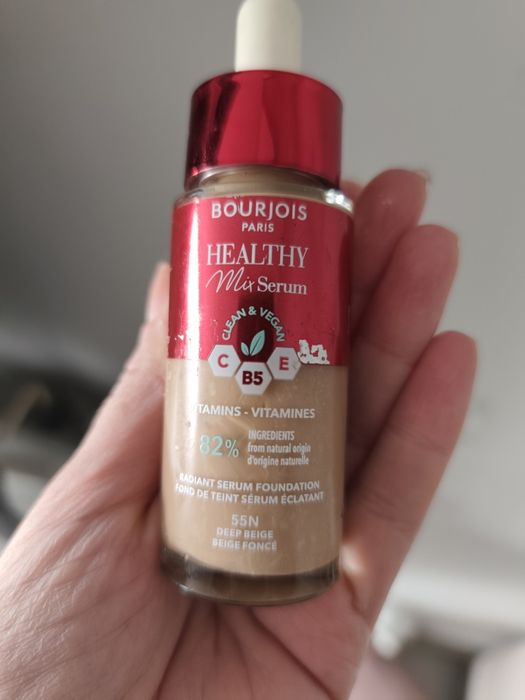 BOURJOIS
PARIS
HEALTHY
Mix Serum
CLEAN & VEGAN
C
B5
E
TAMINS - VITAMINES
82%
INGREDIENTS
from natural origin
d'origine naturelle
RADIANT SERUM FOUNDATION
FOND DE TEINT SÉRUM ÉCLATANT
55N
DEEP BEIGE
BEIGE FONCÉ